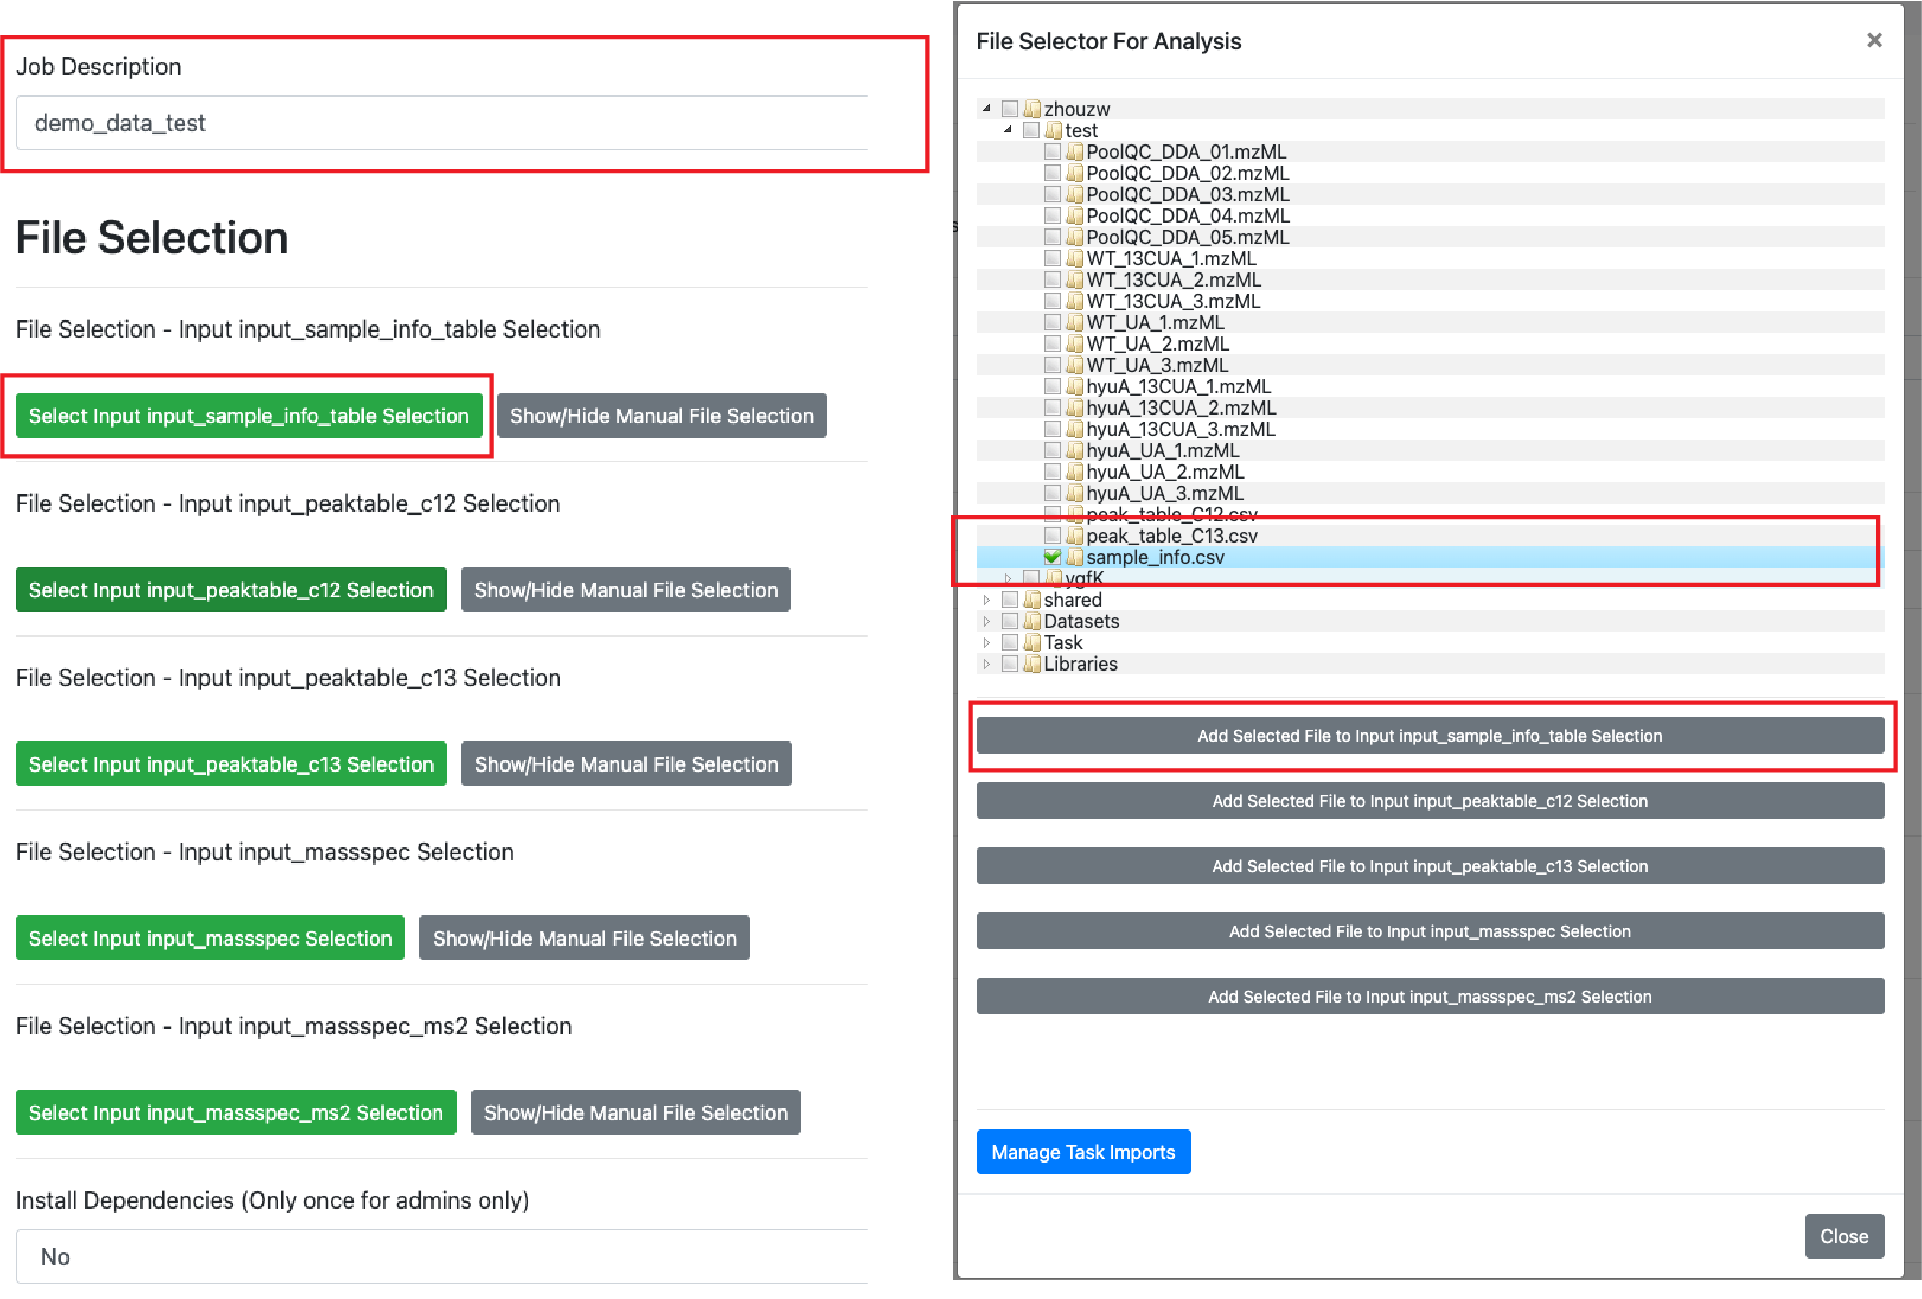 Job Description
demo_data_test
File Selection
File Selection - Input input_sample_info_table Selection
Select Input input_sample_info_table Selection
Show/Hide Manual File Selection
File Selection - Input input_peaktable_c12 Selection
Select Input input_peaktable_c12 Selection
Show/Hide Manual File Selection
File Selection - Input input_peaktable_c13 Selection
Select Input input_peaktable_c13 Selection
Show/Hide Manual File Selection
File Selection - Input input_massspec Selection
Select Input input_massspec Selection
Show/Hide Manual File Selection
File Selection - Input input_massspec_ms2 Selection
Select Input input_massspec_ms2 Selection
Show/Hide Manual File Selection
Install Dependencies (Only once for admins only)
No
File Selector For Analysis
×
zhouzw
test
PoolQC_DDA_01.mzML
PoolQC_DDA_02.mzML
PoolQC_DDA_03.mzML
PoolQC_DDA_04.mzML
PoolQC_DDA_05.mzML
WT_13CUA_1.mzML
WT_13CUA_2.mzML
WT_13CUA_3.mzML
WT_UA_1.mzML
WT_UA_2.mzML
WT_UA_3.mzML
hyuA_13CUA_1.mzML
hyuA_13CUA_2.mzML
hyuA_13CUA_3.mzML
hyuA_UA_1.mzML
hyuA_UA_2.mzML
hyuA_UA_3.mzML
peak_table_C12.csv
peak_table_C13.csv
sample_info.csv
ygfK
shared
Datasets
Task
Libraries
Add Selected File to Input input_sample_info_table Selection
Add Selected File to Input input_peaktable_c12 Selection
Add Selected File to Input input_peaktable_c13 Selection
Add Selected File to Input input_massspec Selection
Add Selected File to Input input_massspec_ms2 Selection
Manage Task Imports
Close